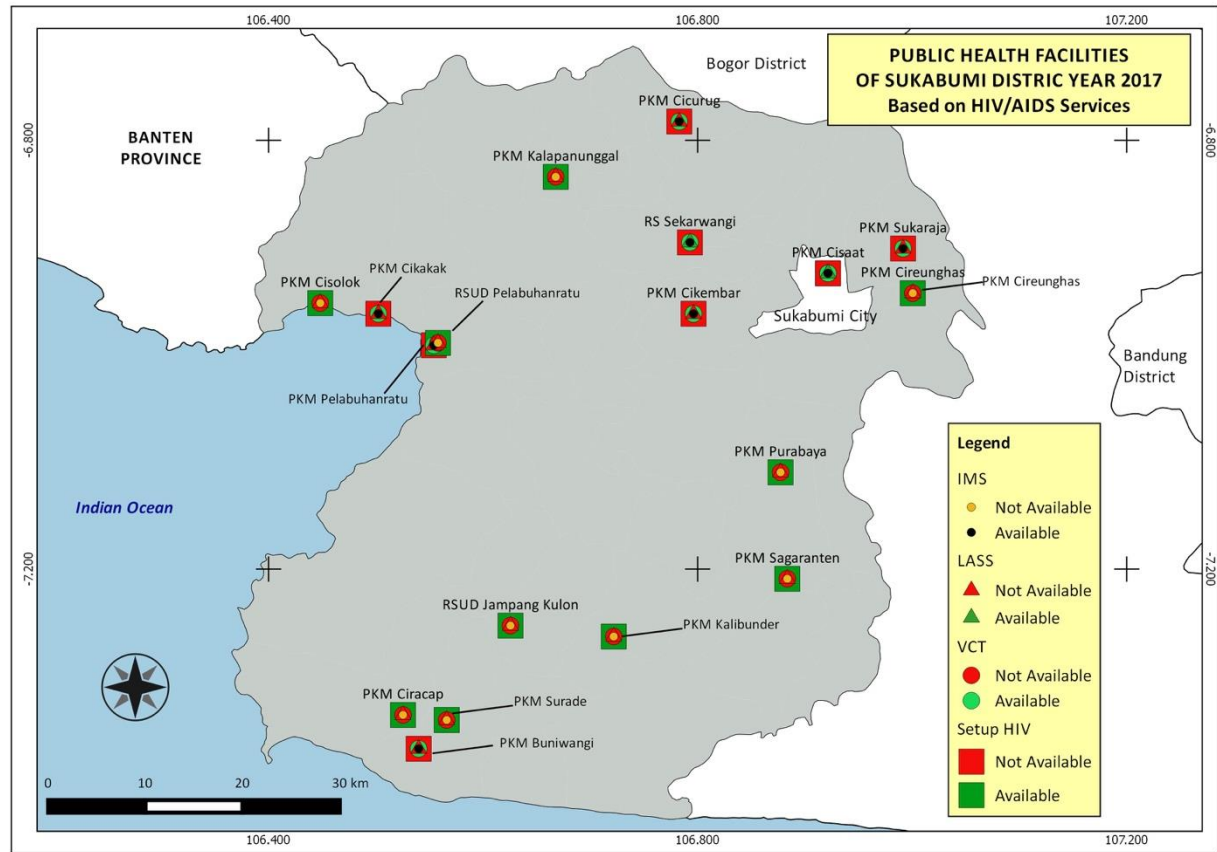 106.400
106.800
107.200
PUBLIC HEALTH FACILITIES
OF SUKABUMI DISTRIC YEAR 2017
Based on HIV/AIDS Services
Bogor District
PKM Cicurug
-6.800
-6.800
BANTEN
PROVINCE
PKM Kalapanunggal
RS Sekarwangi
PKM Sukaraja
PKM Cisaat
PKM Cikakak
PKM Cisolok
PKM Cireunghas
PKM Cireunghas
RSUD Pelabuhanratu
PKM Cikembar
Sukabumi City
Bandung
District
PKM Pelabuhanratu
PKM Purabaya
Indian Ocean
PKM Sagaranten
-7.200
-7.200
RSUD Jampang Kulon
PKM Kalibunder
PKM Ciracap
PKM Surade
PKM Buniwangi
Legend
IMS
Not Available
Available
LASS
Not Available
Available
VCT
Not Available
Available
Setup HIV
Not Available
Available
0 10 20 30 km
106.400
106.800
107.200